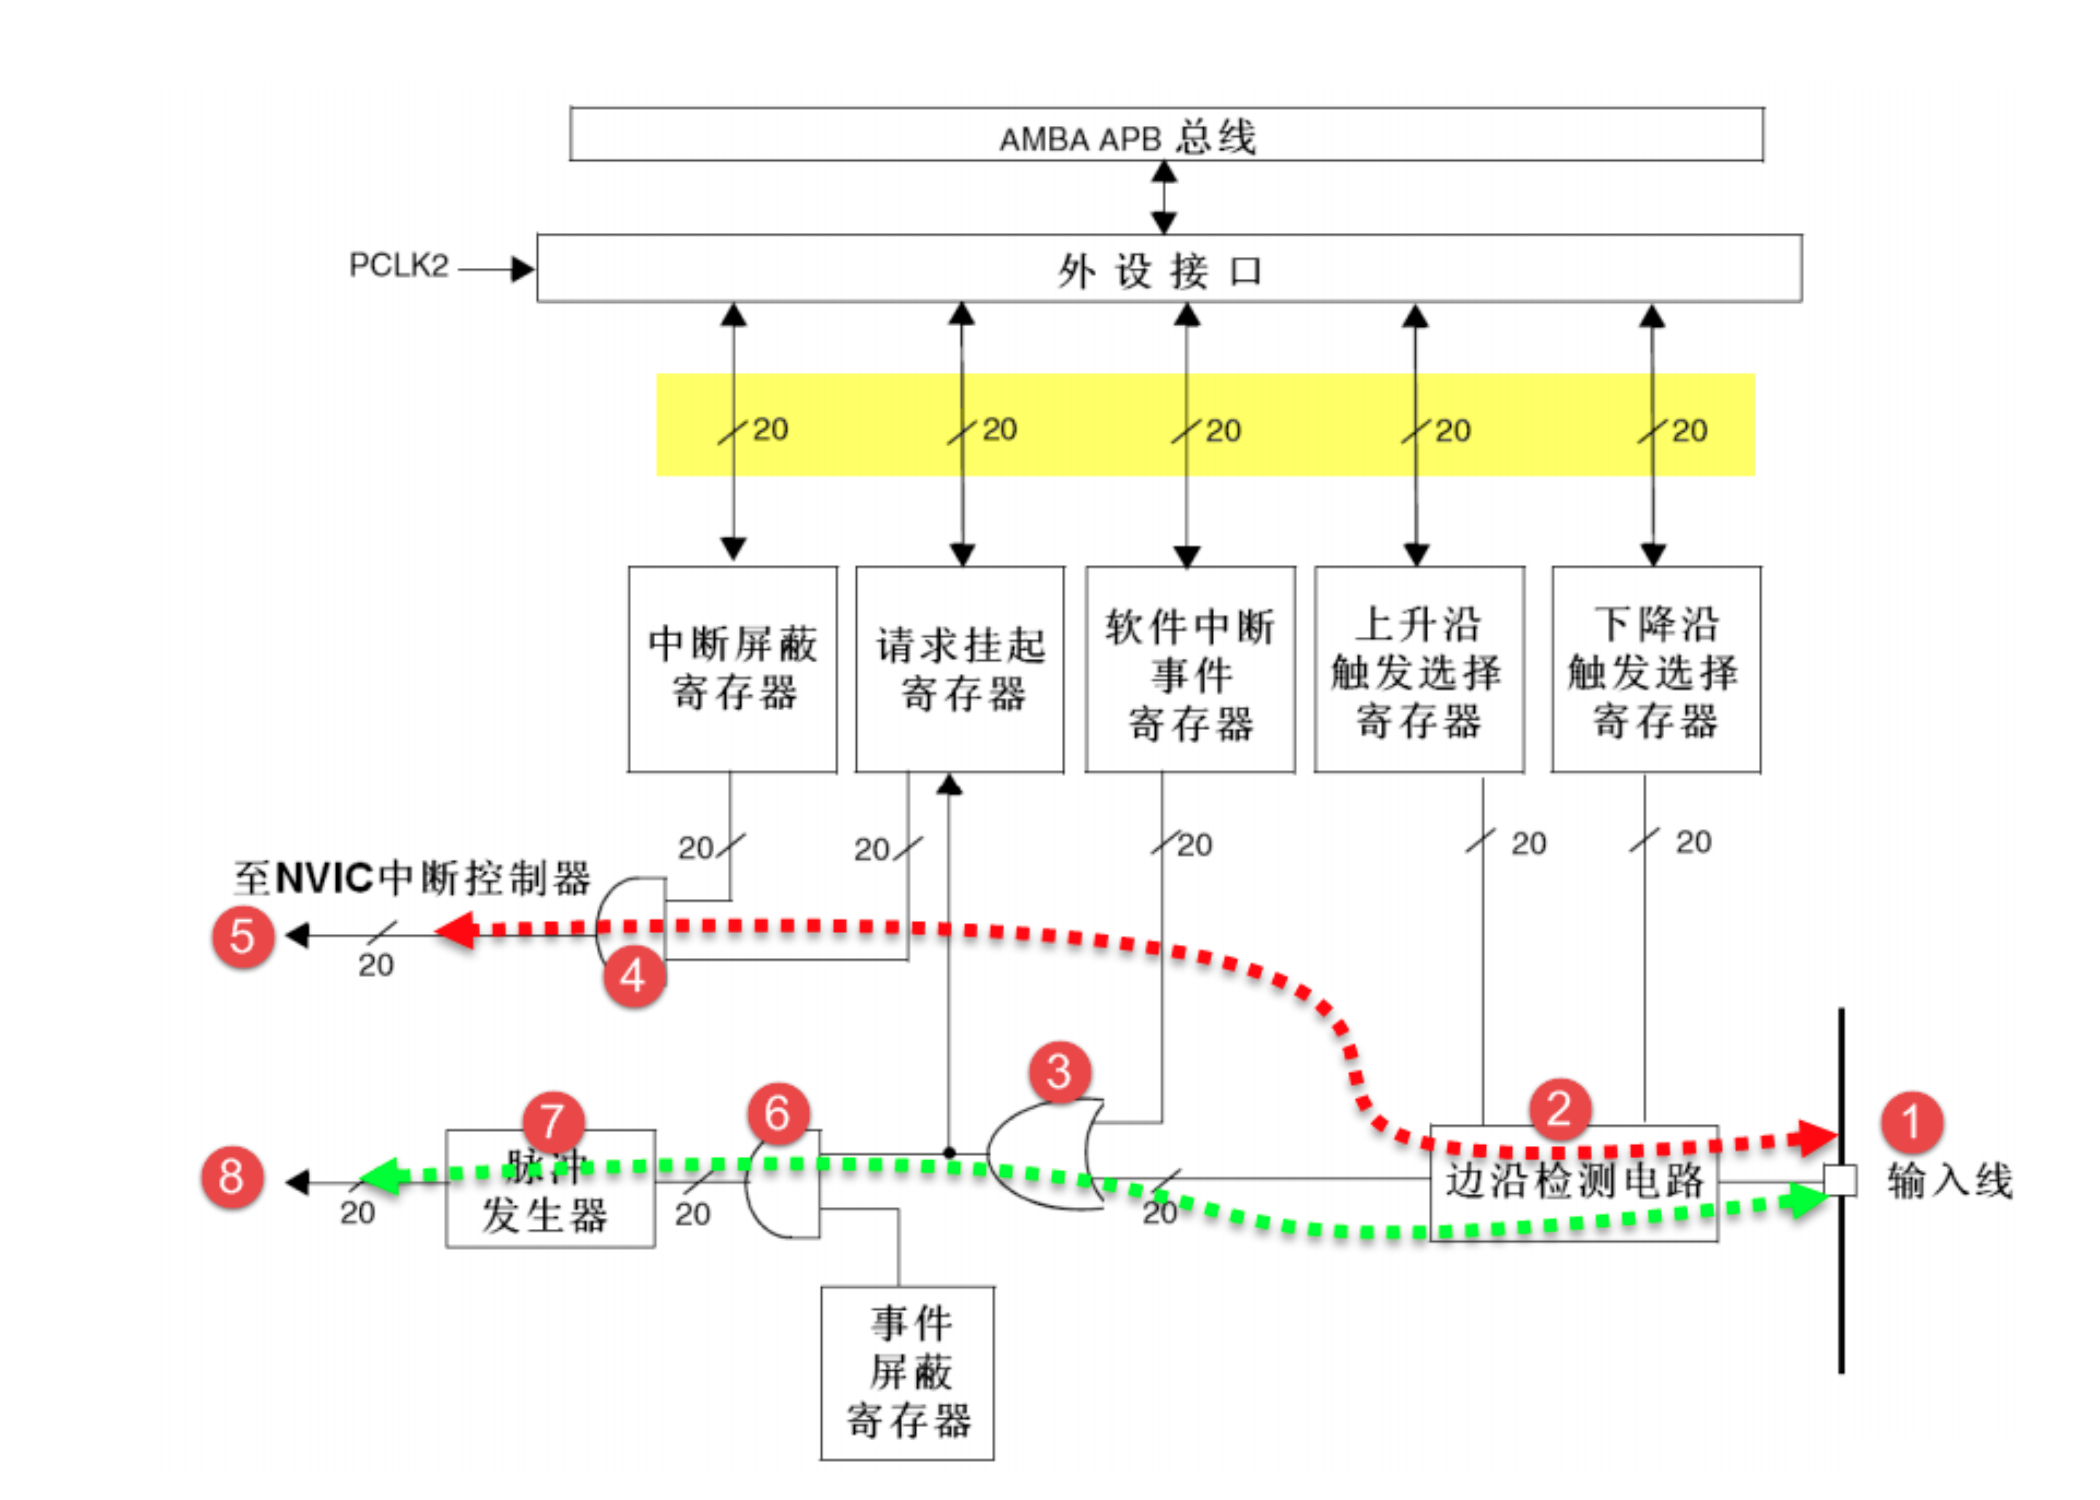 AMBA APB 总线
PCLK2
外设接口
20 20 20 20 20
中断屏蔽
寄存器
请求挂起
寄存器
软件中断
事件
寄存器
上升沿
触发选择
寄存器
下降沿
触发选择
寄存器
20 20 20 20 20
至NVIC中断控制器
5
20
4
3
2
1
输入线
边沿检测电路
20
6
20
7
脉冲
发生器
8
20
事件
屏蔽
寄存器